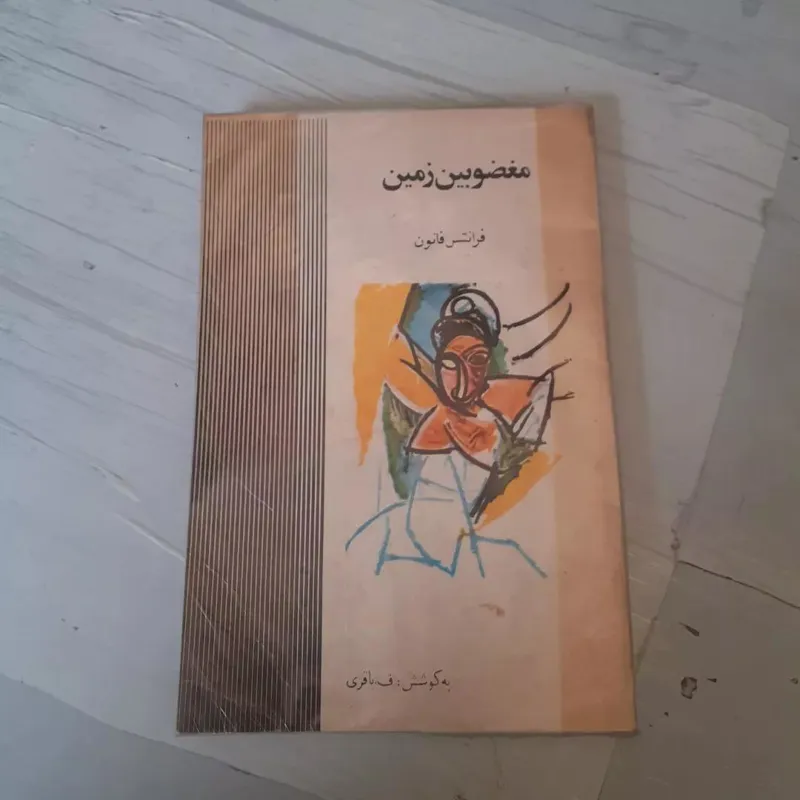 مغضوبین زمین
فرانتس فانون
به کوشش: ف. باقری